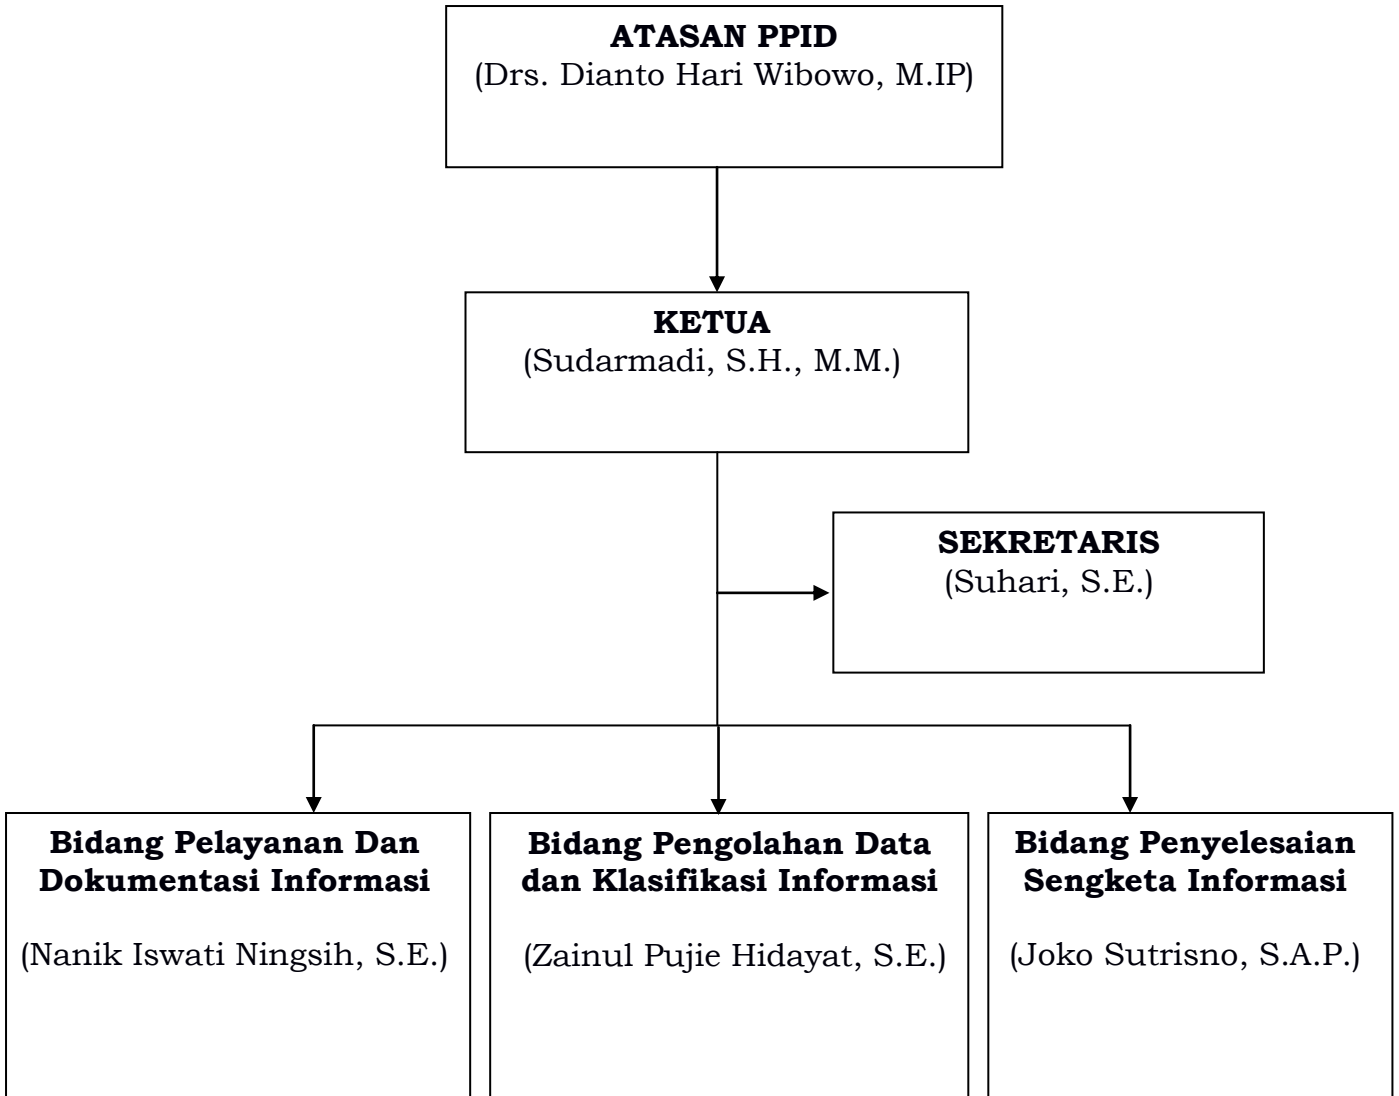 ATASAN PPID
(Drs. Dianto Hari Wibowo, M.IP)
KETUA
(Sudarmadi, S.H., M.M.)
SEKRETARIS
(Suhari, S.E.)
Bidang Pelayanan Dan
Dokumentasi Informasi
(Nanik Iswati Ningsih, S.E.)
Bidang Pengolahan Data
dan Klasifikasi Informasi
(Zainul Pujie Hidayat, S.E.)
Bidang Penyelesaian
Sengketa Informasi
(Joko Sutrisno, S.A.P.)